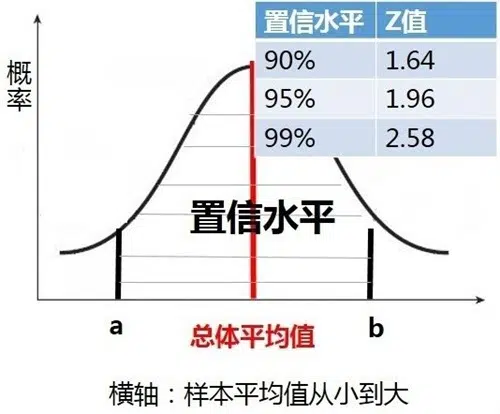 置信水平 Z值
90% 1.64
95% 1.96
99% 2.58
概率
置信水平
a
总体平均值
b
横轴：样本平均值从小到大